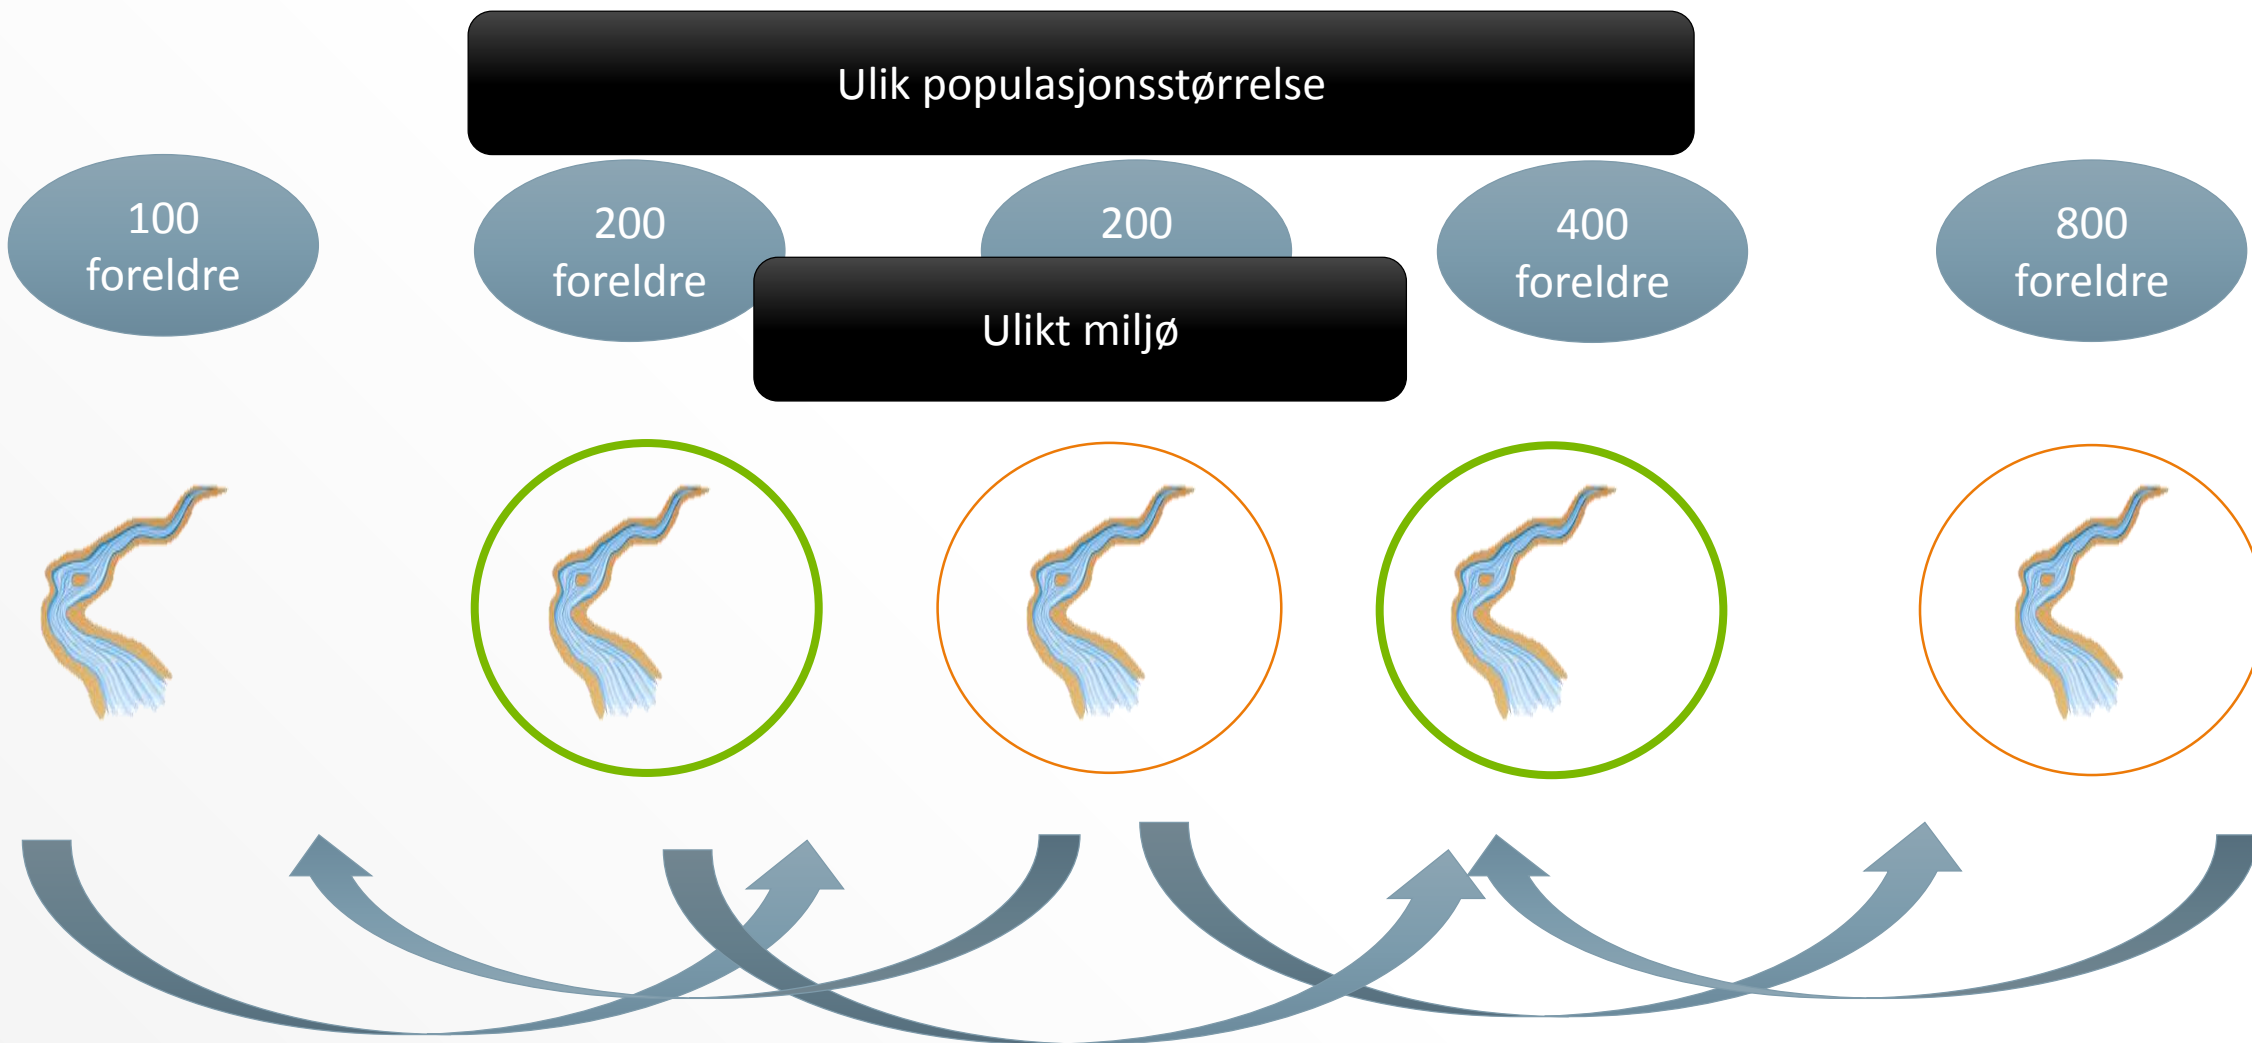 Ulik populasjonsstørrelse
100
foreldre
200
foreldre
200
400
foreldre
800
foreldre
Ulikt miljø